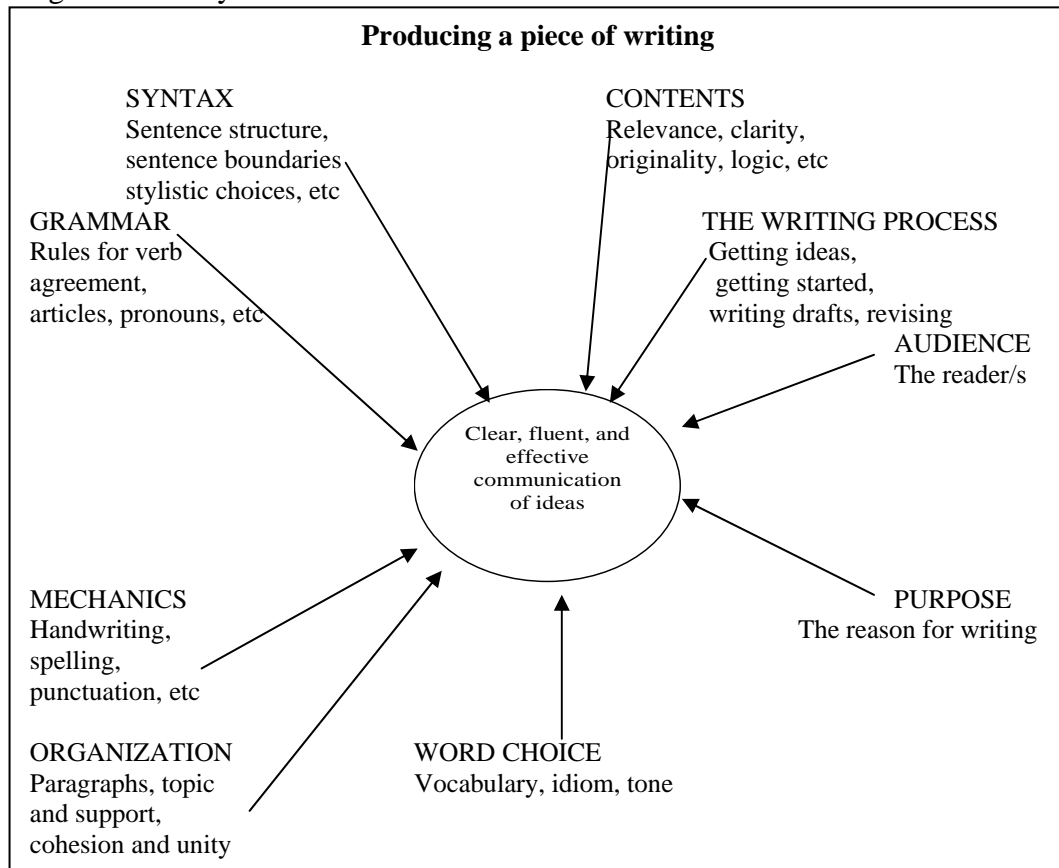 Producing a piece of writing
SYNTAX
Sentence structure,
sentence boundaries
stylistic choices, etc
CONTENTS
Relevance, clarity,
originality, logic, etc
GRAMMAR
Rules for verb
agreement,
articles, pronouns, etc
THE WRITING PROCESS
Getting ideas,
getting started,
writing drafts, revising
AUDIENCE
The reader/s
Clear, fluent, and
effective
communication
of ideas
MECHANICS
Handwriting,
spelling,
punctuation, etc
PURPOSE
The reason for writing
ORGANIZATION
Paragraphs, topic
and support,
cohesion and unity
WORD CHOICE
Vocabulary, idiom, tone